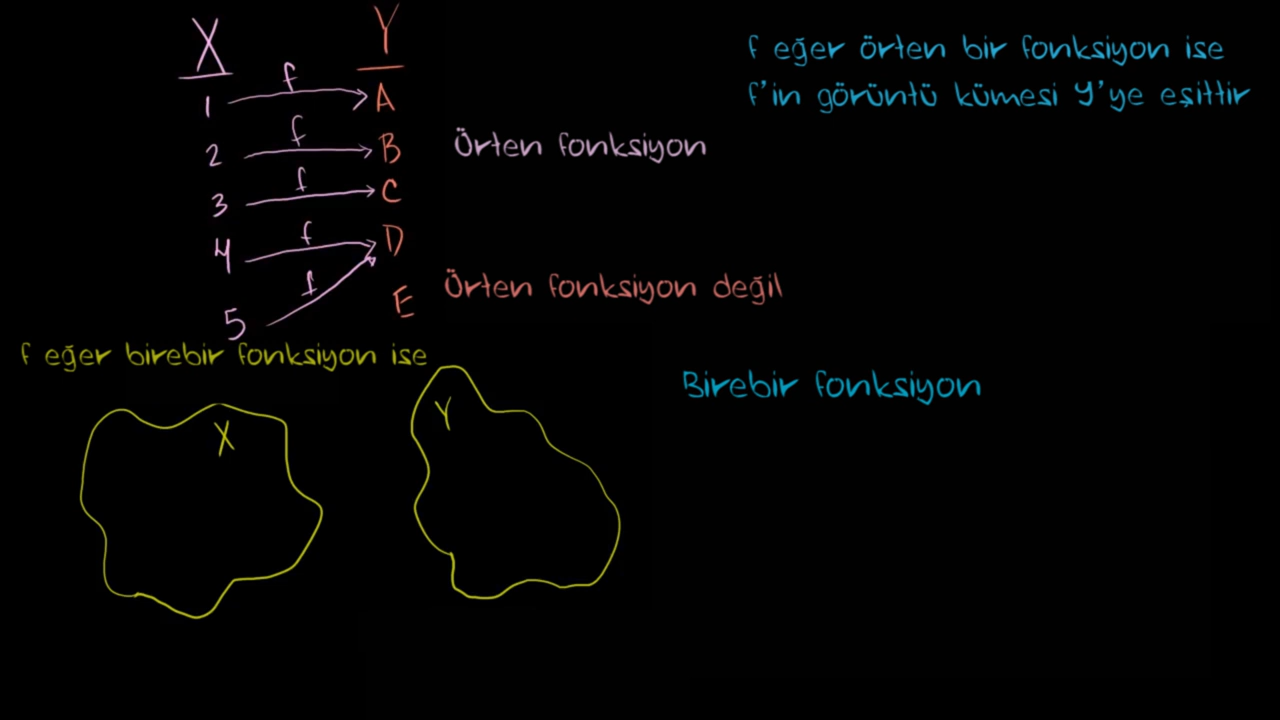 X Y
1 f A
2 f B
3 f C
4 f D
5 f E
Örten fonksiyon
Örten fonksiyon değil
f eğer örten bir fonksiyon ise
f'in görüntü kümesi Y'ye eşittir
f eğer birebir fonksiyon ise
X Y
Birebir fonksiyon